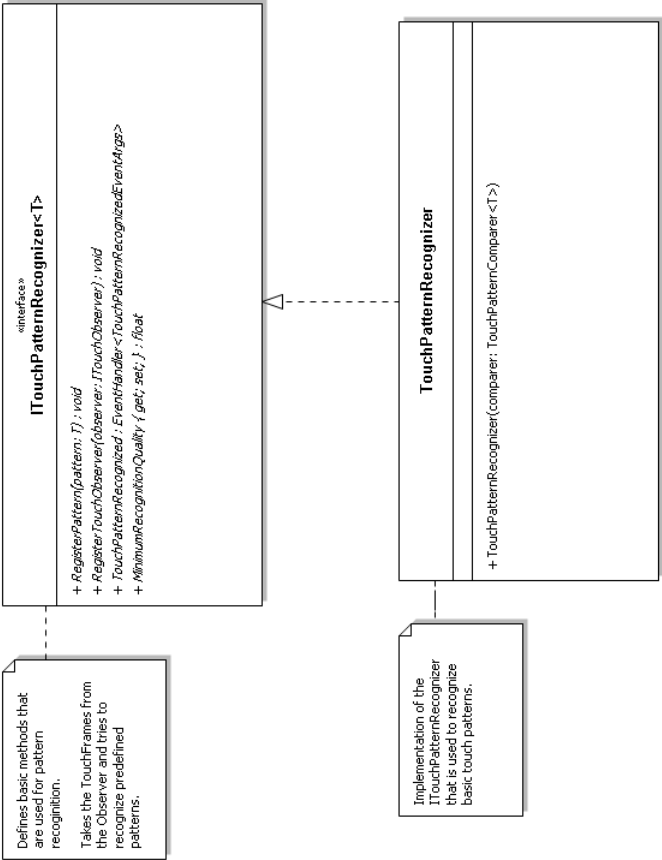 «interface»
ITouchPatternRecognizer<T>
+ RegisterPattern(pattern: T) : void
+ RegisterTouchObserver(observer: ITouchObserver) : void
+ TouchPatternRecognized : EventHandler<TouchPatternRecognizedEventArgs>
+ MinimumRecognitionQuality { get; set; } : float
Defines basic methods that
are used for pattern
recoginition.
Takes the TouchFrames from
the Observer and tries to
recognize predefined
patterns.
TouchPatternRecognizer
+ TouchPatternRecognizer(comparer: TouchPatternComparer<T>)
Implementation of the
ITouchPatternRecognizer
that is used to recognize
basic touch patterns.